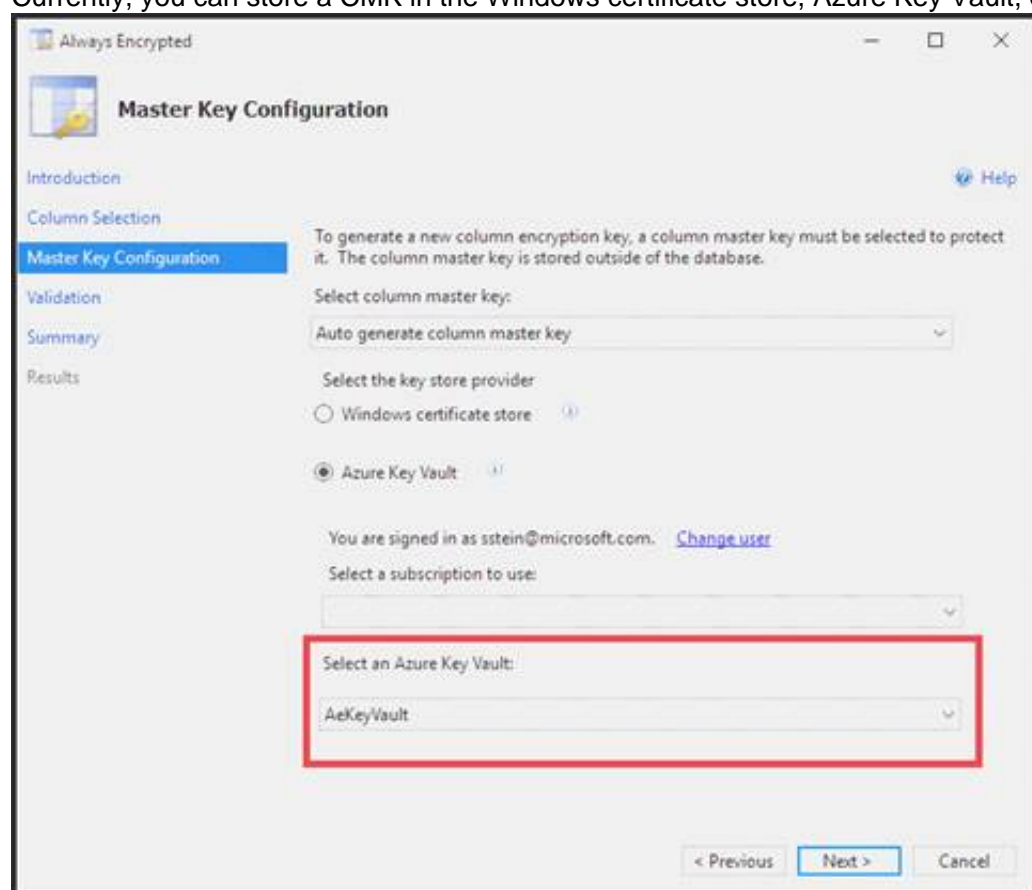 Currently, you can store a CMK in the Windows certificate store, Azure Key Vault,
Always Encrypted
Master Key Configuration
Introduction
Help
Column Selection
To generate a new column encryption key, a column master key must be selected to protect
Master Key Configuration
it. The column master key is stored outside of the database.
Validation
Select column master key:
Summary
Auto generate column master key
Results
Select the key store provider
Windows certificate store
Azure Key Vault
You are signed in as sstein@microsoft.com. Change user
Select a subscription to use:
Select an Azure Key Vault:
AeKeyVault
< Previous Next > Cancel